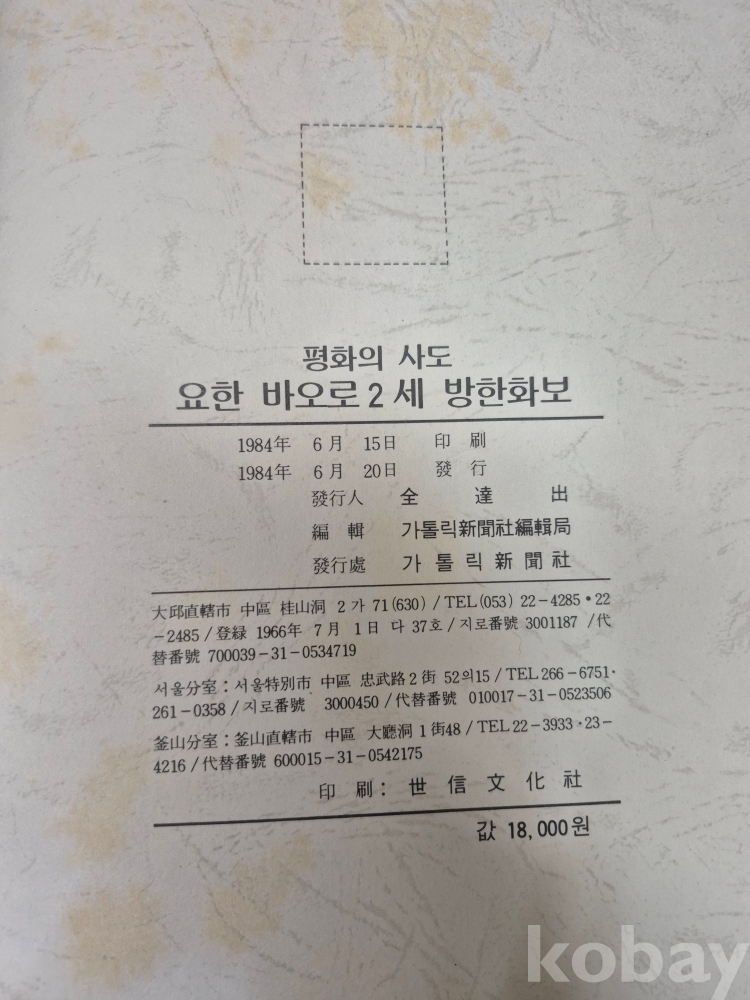 평화의 사도
요한 바오로 2 세 방한화보
1984年 6月 15日 印刷
1984年 6月 20日 發行
發行人 全達出
編輯 가톨릭新聞社編輯局
發行處 가톨릭新聞社
大邱直轄市 中區 桂山洞 2 가 71(630) / TEL(053) 22-4285·22
-2485 / 登録 1966年 7月 1日 다 37호 / 지로番號 3001187 / 代
替番號 700039-31-0534719
서울分室 : 서울特別市 中區 忠武路 2 街 52의15 / TEL 266-6751·
261-0358 / 지로番號 3000450 / 代替番號 010017-31-0523506
釜山分室 : 釜山直轄市 中區 大廳洞 1 街48 / TEL 22-3933·23-
4216 / 代替番號 600015-31-0542175
印刷 : 世信文化社
값 18,000원
kobay